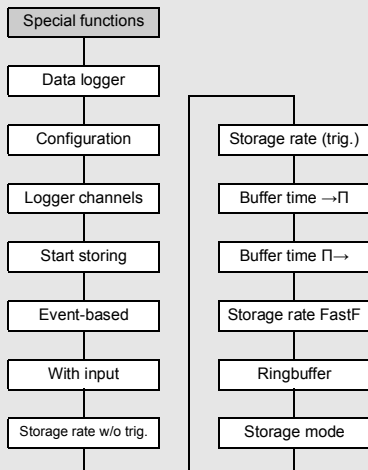 Special functions
Data logger
Configuration
Logger channels
Start storing
Event-based
With input
Storage rate w/o trig.
Storage rate (trig.)
Buffer time →Π
Buffer time Π→
Storage rate FastF
Ringbuffer
Storage mode